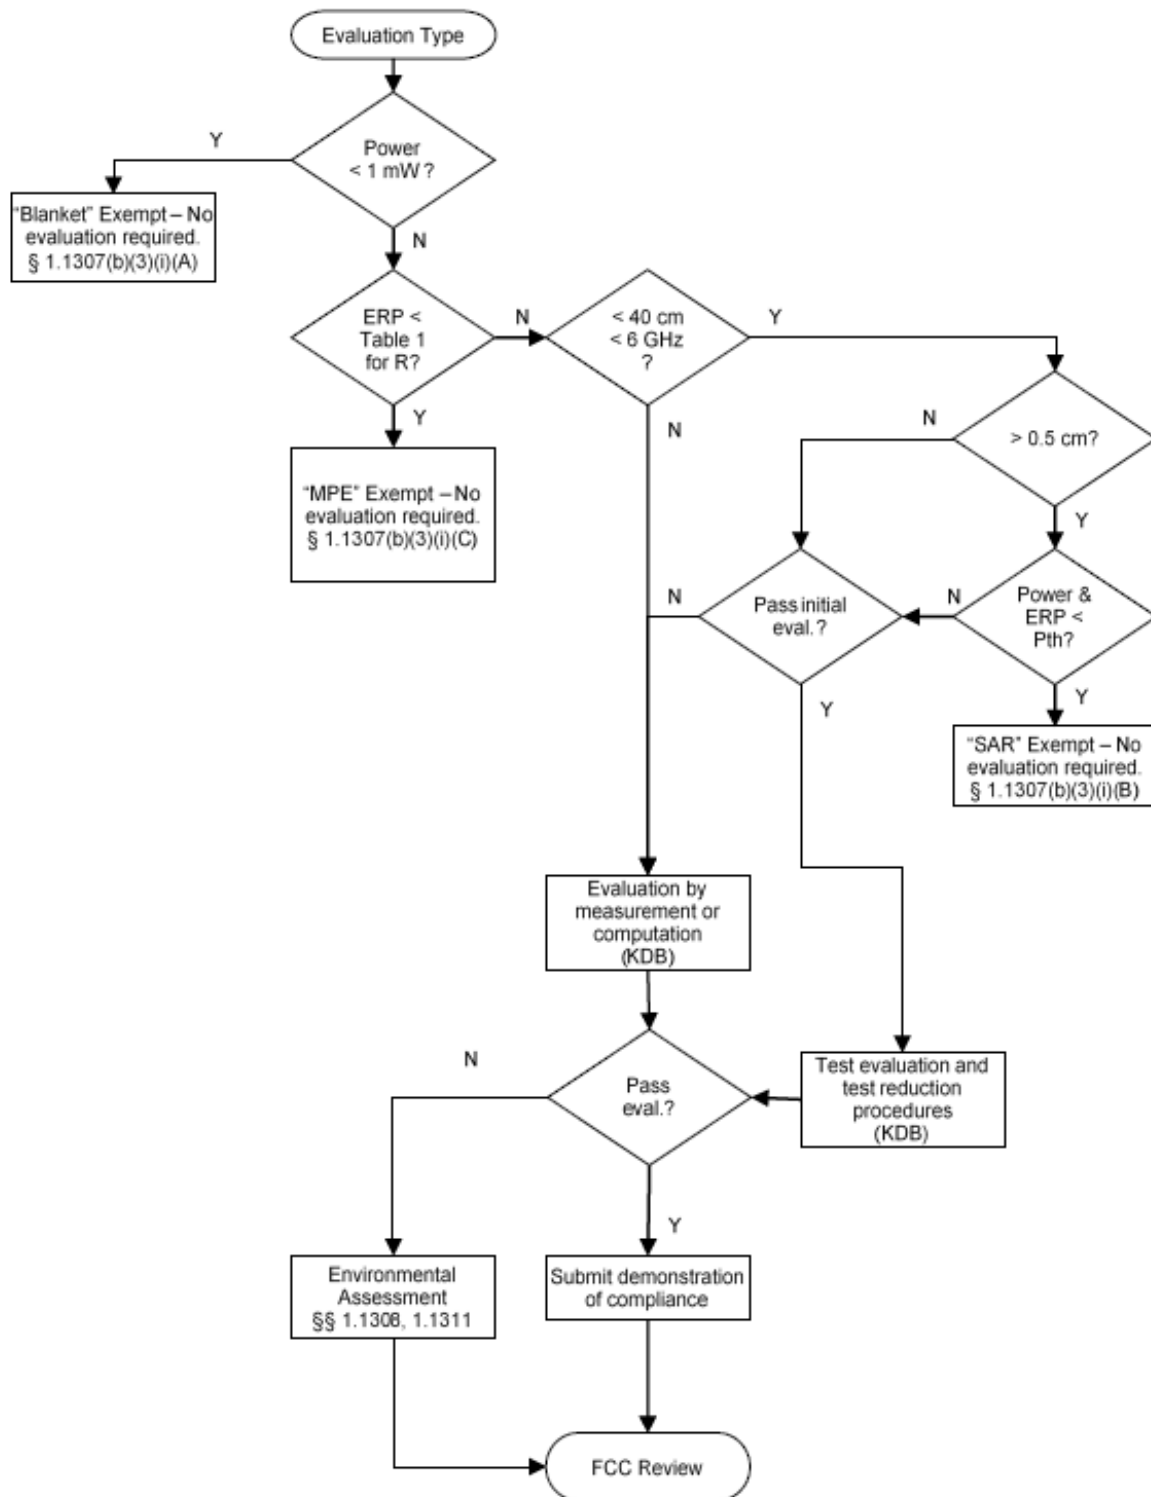 Evaluation Type
Y
Power
< 1 mW ?
"Blanket" Exempt – No
evaluation required.
§ 1.1307(b)(3)(i)(A)
N
ERP <
Table 1
for R?
N
< 40 cm
< 6 GHz
?
Y
Y
N
N
> 0.5 cm?
"MPE" Exempt – No
evaluation required.
§ 1.1307(b)(3)(i)(C)
Y
N
Pass initial
eval.?
N
Power &
ERP <
Pth?
Y
Y
"SAR" Exempt – No
evaluation required.
§ 1.1307(b)(3)(i)(B)
Evaluation by
measurement or
computation
(KDB)
N
Pass
eval.?
Test evaluation and
test reduction
procedures
(KDB)
Y
Environmental
Assessment
§§ 1.1308, 1.1311
Submit demonstration
of compliance
FCC Review